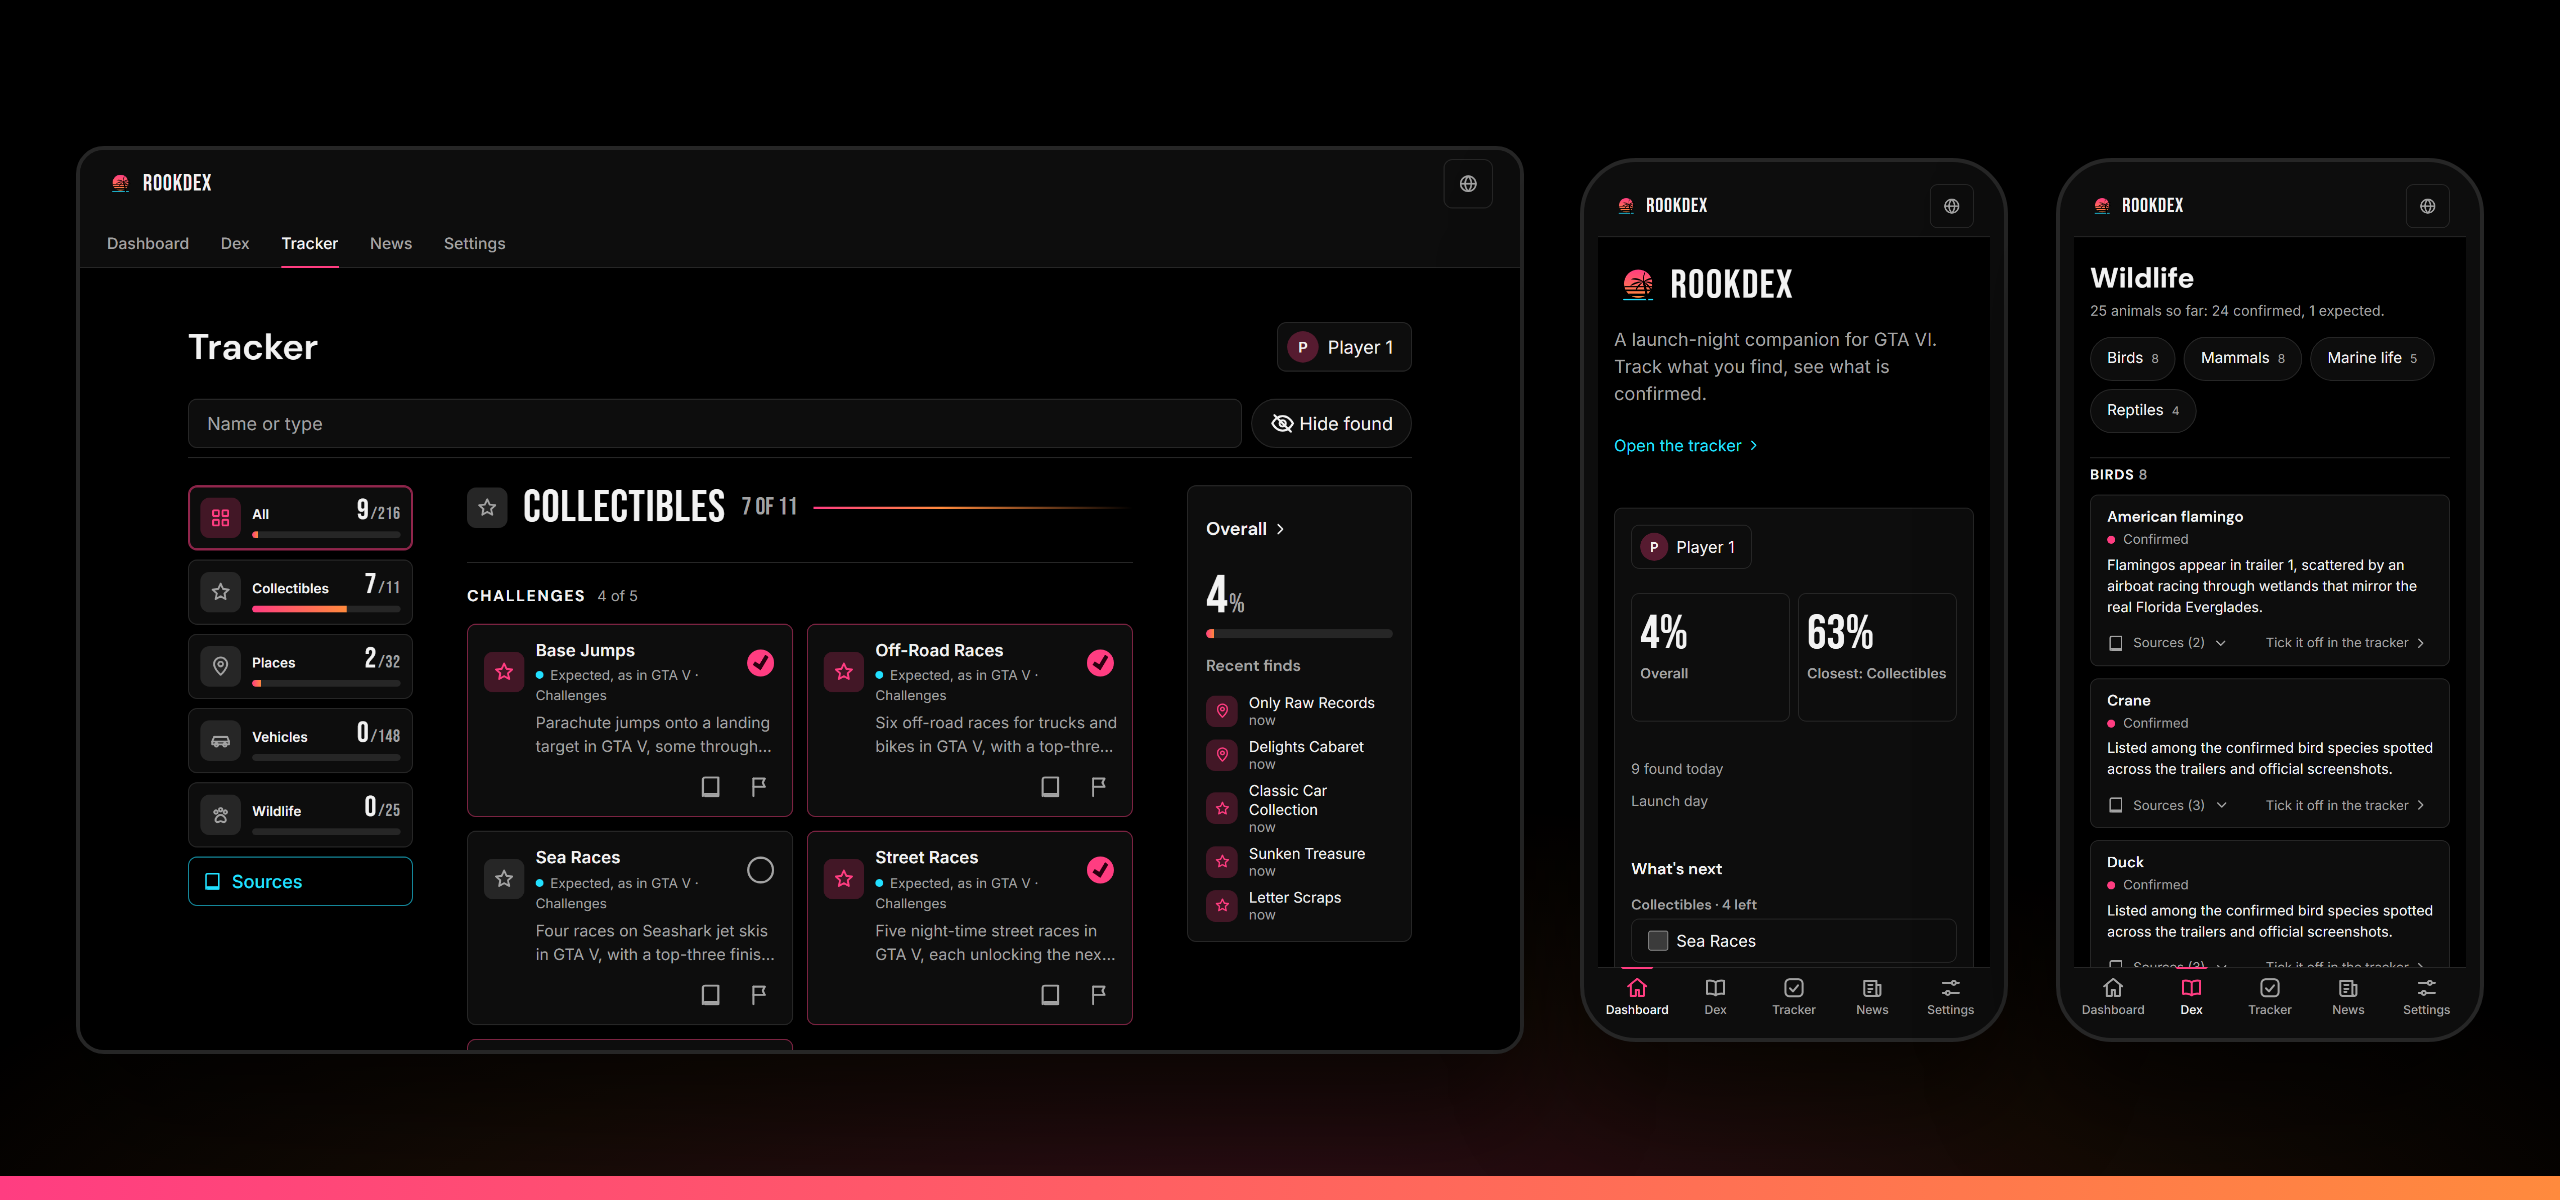 ROOKDEX
Dashboard
Dex
Tracker
News
Settings
Tracker
P
Player 1
Name or type
Hide found
All
9/216
Collectibles
7/11
Places
2/32
Vehicles
0/148
Wildlife
0/25
Sources
COLLECTIBLES
7 OF 11
CHALLENGES
4 of 5
Base Jumps
Expected, as in GTA V ·
Challenges
Parachute jumps onto a landing
target in GTA V, some through...
Off-Road Races
Expected, as in GTA V ·
Challenges
Six off-road races for trucks and
bikes in GTA V, with a top-thre...
Sea Races
Expected, as in GTA V ·
Challenges
Four races on Seashark jet skis
in GTA V, with a top-three finis...
Street Races
Expected, as in GTA V ·
Challenges
Five night-time street races in
GTA V, each unlocking the nex...
Overall
4%
Recent finds
Only Raw Records
now
Delights Cabaret
now
Classic Car
Collection
now
Sunken Treasure
now
Letter Scraps
now
ROOKDEX
ROOKDEX
A launch-night companion for GTA VI.
Track what you find, see what is
confirmed.
Open the tracker
P
Player 1
4%
Overall
63%
Closest: Collectibles
9 found today
Launch day
What's next
Collectibles · 4 left
Sea Races
Dashboard
Dex
Tracker
News
Settings
ROOKDEX
Wildlife
25 animals so far: 24 confirmed, 1 expected.
Birds 8
Mammals 8
Marine life 5
Reptiles 4
BIRDS 8
American flamingo
Confirmed
Flamingos appear in trailer 1, scattered by an
airboat racing through wetlands that mirror the
real Florida Everglades.
Sources (2)
Tick it off in the tracker
Crane
Confirmed
Listed among the confirmed bird species spotted
across the trailers and official screenshots.
Sources (3)
Tick it off in the tracker
Duck
Confirmed
Listed among the confirmed bird species spotted
across the trailers and official screenshots.
Sources (3)
Tick it off in the tracker
Dashboard
Dex
Tracker
News
Settings